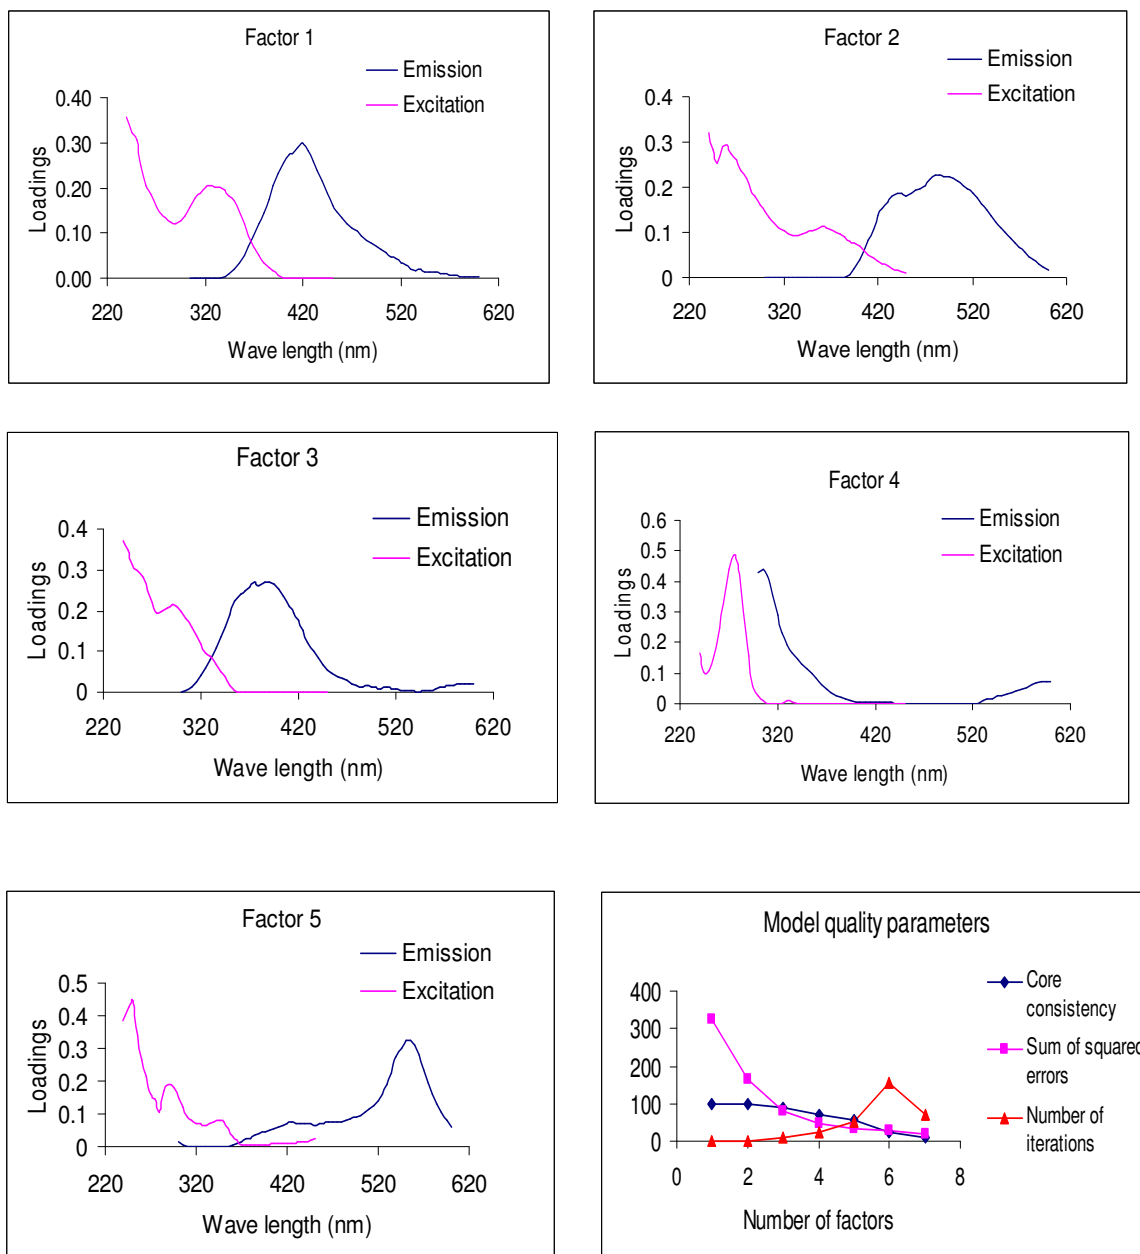 Factor 1
Emission
Excitation
0.40
0.30
0.20
0.10
0.00
Loadings
220 320 420 520 620
Wave length (nm)
Factor 2
Emission
Excitation
0.4
0.3
0.2
0.1
0
Loadings
220 320 420 520 620
Wave length (nm)
Factor 3
Emission
Excitation
0.4
0.3
0.2
0.1
0
Loadings
220 320 420 520 620
Wave length (nm)
Factor 4
Emission
Excitation
0.6
0.5
0.4
0.3
0.2
0.1
0
Loadings
220 320 420 520 620
Wave length (nm)
Factor 5
Emission
Excitation
0.5
0.4
0.3
0.2
0.1
0
Loadings
220 320 420 520 620
Wave length (nm)
Model quality parameters
Core
consistency
Sum of squared
errors
Number of
iterations
400
300
200
100
0
0 2 4 6 8
Number of factors